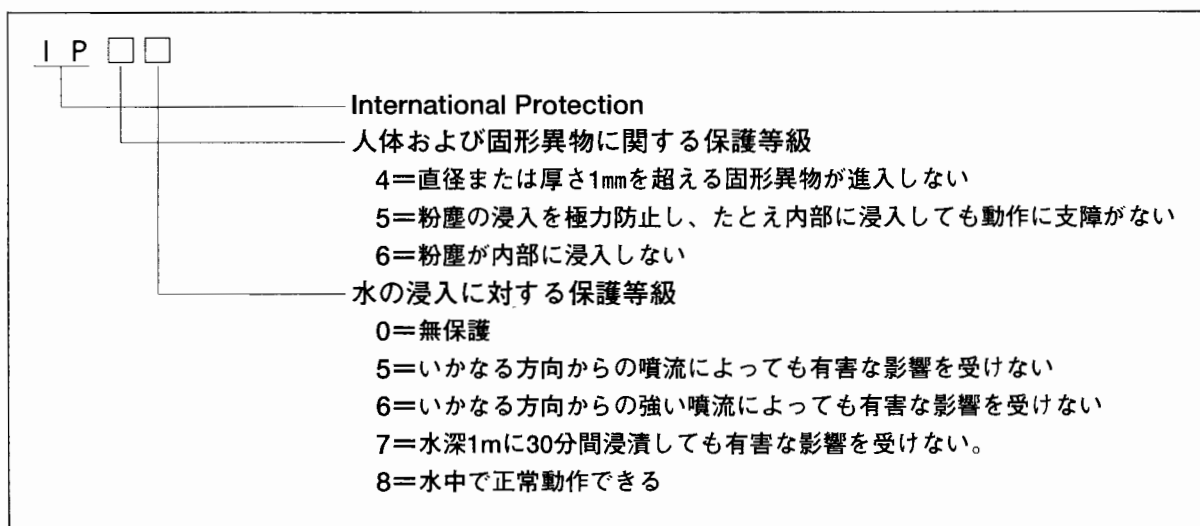 IP□□
International Protection
人体および固形異物に関する保護等級
4＝直径または厚さ1mmを超える固形異物が進入しない
5＝粉塵の浸入を極力防止し、たとえ内部に浸入しても動作に支障がない
6＝粉塵が内部に浸入しない
水の浸入に対する保護等級
0＝無保護
5＝いかなる方向からの噴流によっても有害な影響を受けない
6＝いかなる方向からの強い噴流によっても有害な影響を受けない
7＝水深1mに30分間浸漬しても有害な影響を受けない。
8＝水中で正常動作できる